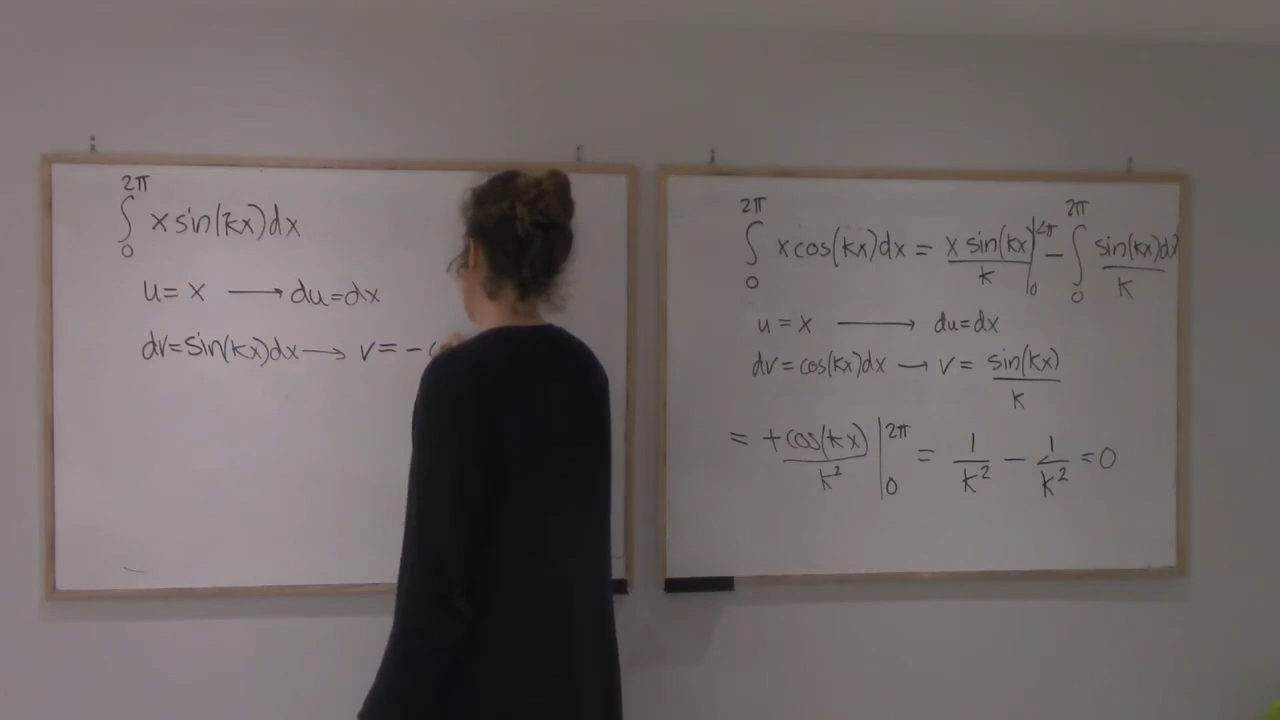 ∫₀^{2π} x sin(kx)dx
u = x ⟶ du = dx
dv = sin(kx)dx ⟶ v = −
∫₀^{2π} x cos(kx)dx = x sin(kx)/k |₀^{2π} − ∫₀^{2π} sin(kx)dx/k
u = x ⟶ du = dx
dv = cos(kx)dx ⟶ v = sin(kx)/k
= +cos(kx)/k² |₀^{2π} = 1/k² − 1/k² = 0